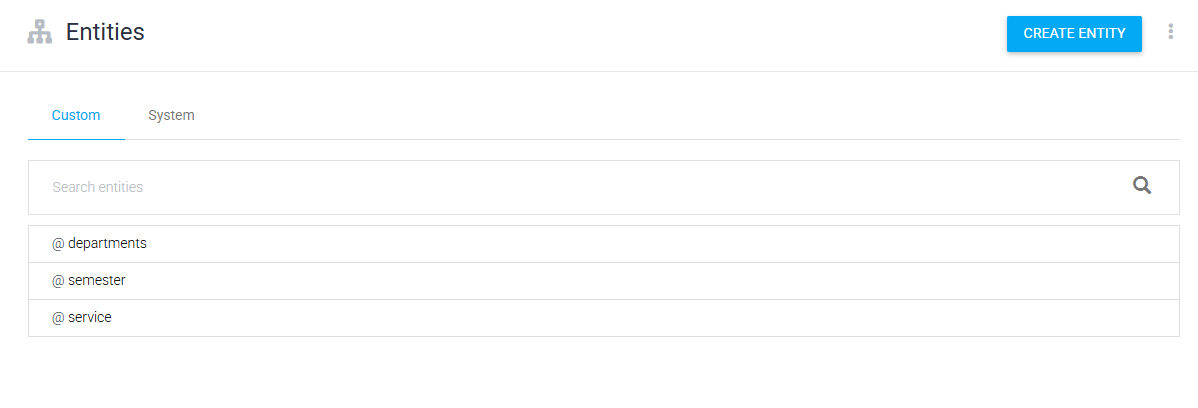 Entities
CREATE ENTITY
Custom
System
Search entities
@ departments
@ semester
@ service